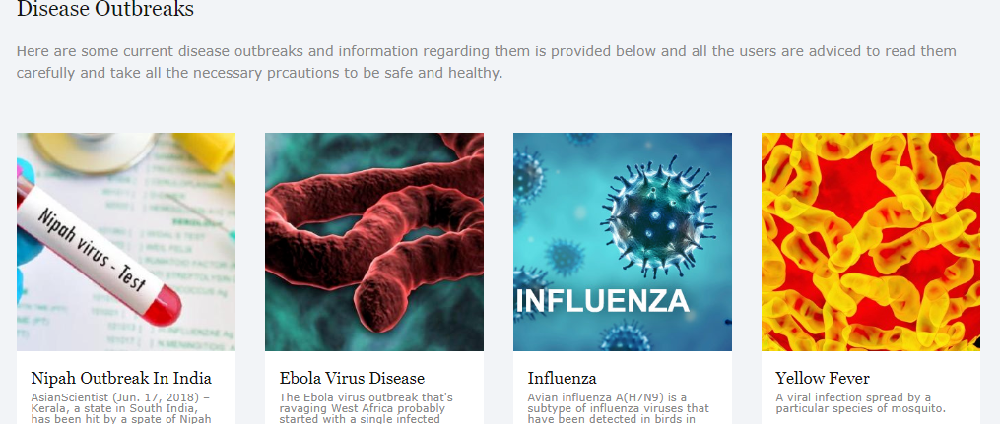 Disease Outbreaks
Here are some current disease outbreaks and information regarding them is provided below and all the users are adviced to read them
carefully and take all the necessary prcautions to be safe and healthy.
Nipah virus - Test
INFLUENZA
Nipah Outbreak In India
AsianScientist (Jun. 17, 2018) –
Kerala, a state in South India,
has been hit by a spate of Nipah
Ebola Virus Disease
The Ebola virus outbreak that's
ravaging West Africa probably
started with a single infected
Influenza
Avian influenza A(H7N9) is a
subtype of influenza viruses that
have been detected in birds in
Yellow Fever
A viral infection spread by a
particular species of mosquito.